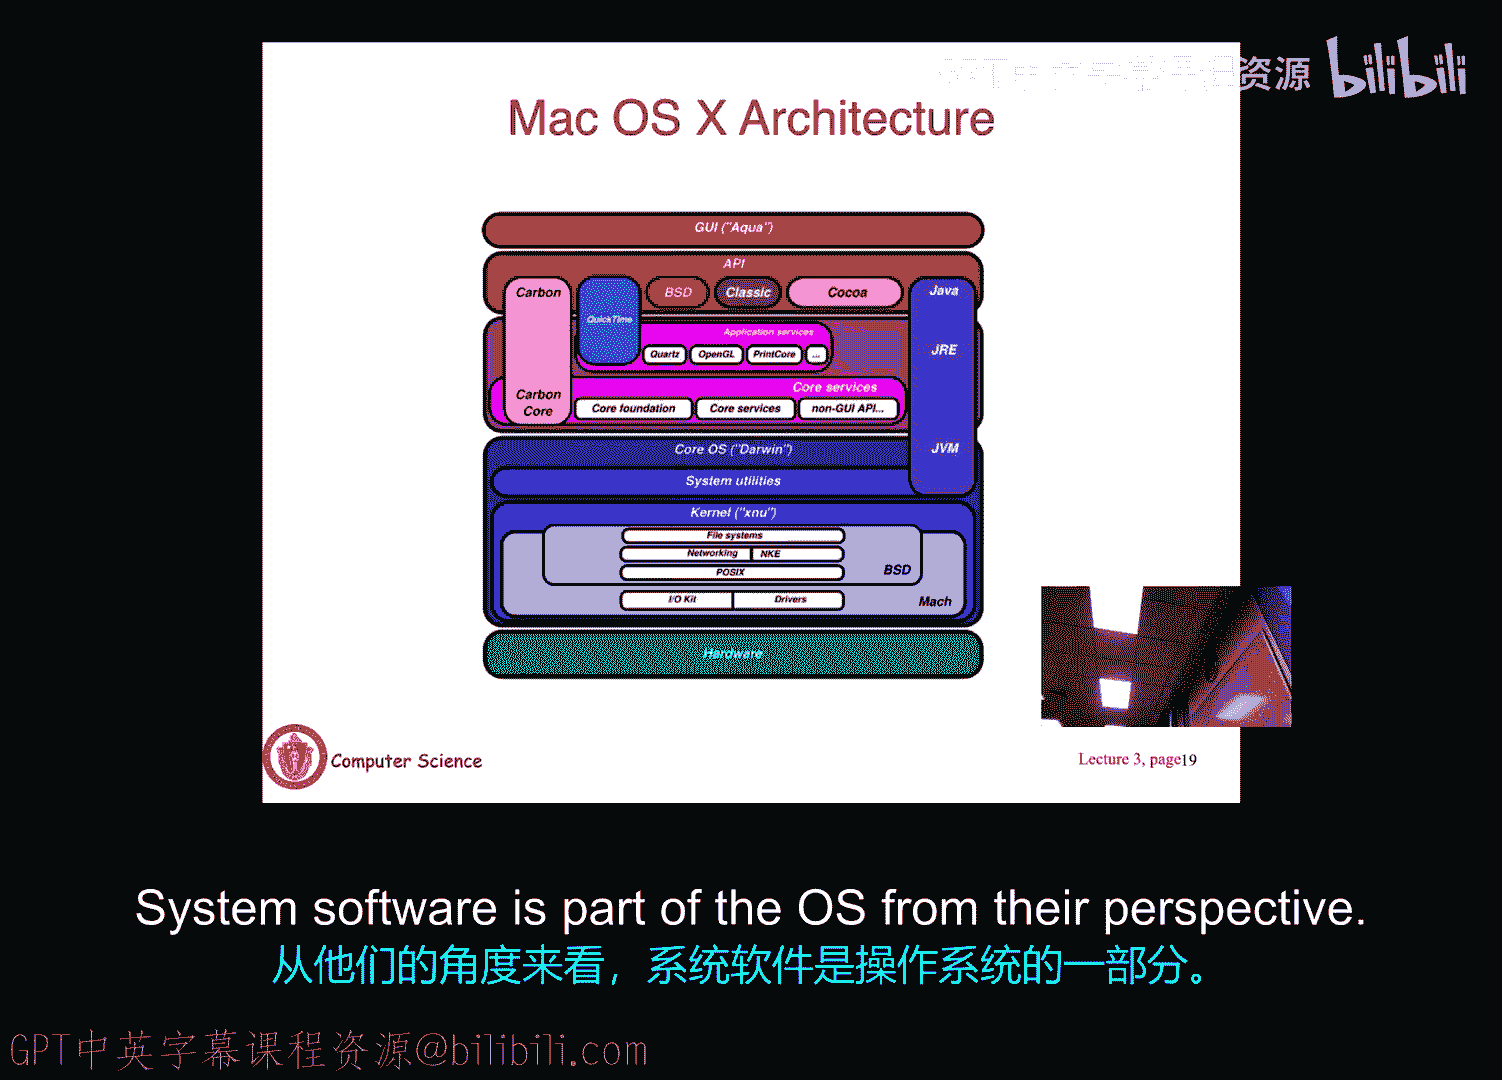 资源 bilibili
Mac OS X Architecture
GUI ("Aqua")
API
Carbon
QuickTime
BSD
Classic
Cocoa
Java
Application services
Quartz
OpenGL
PrintCore
...
JRE
Carbon
Core
Core services
Core foundation
Core services
non-GUI API...
Core OS ("Darwin")
JVM
System utilities
Kernel ("xnu")
File systems
Networking
NKE
POSIX
BSD
I/O Kit
Drivers
Mach
Hardware
Computer Science
Lecture 3, page19
System software is part of the OS from their perspective.
从他们的角度来看，系统软件是操作系统的一部分。
GPT中英字幕课程资源@bilibili.com